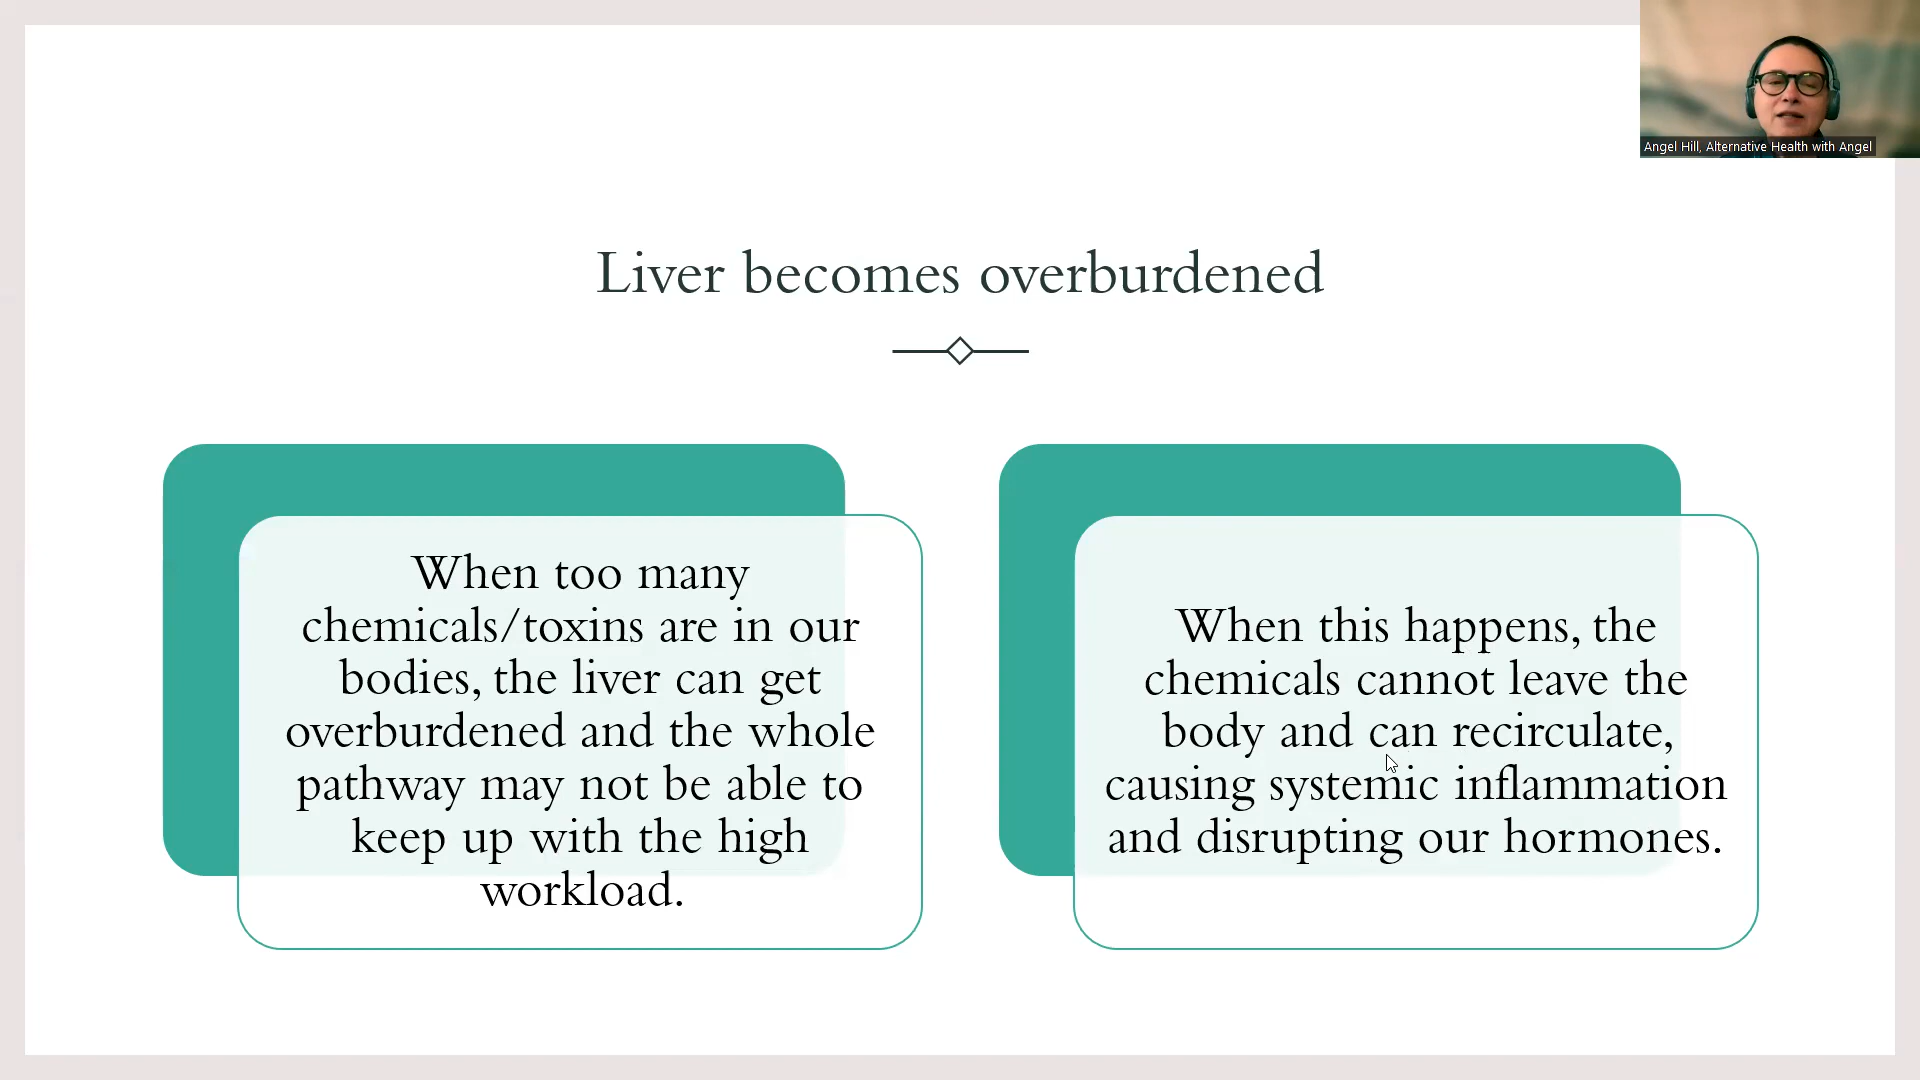 Angel Hill, Alternative Health with Angel
Liver becomes overburdened
When too many
chemicals/toxins are in our
bodies, the liver can get
overburdened and the whole
pathway may not be able to
keep up with the high
workload.
When this happens, the
chemicals cannot leave the
body and can recirculate,
causing systemic inflammation
and disrupting our hormones.